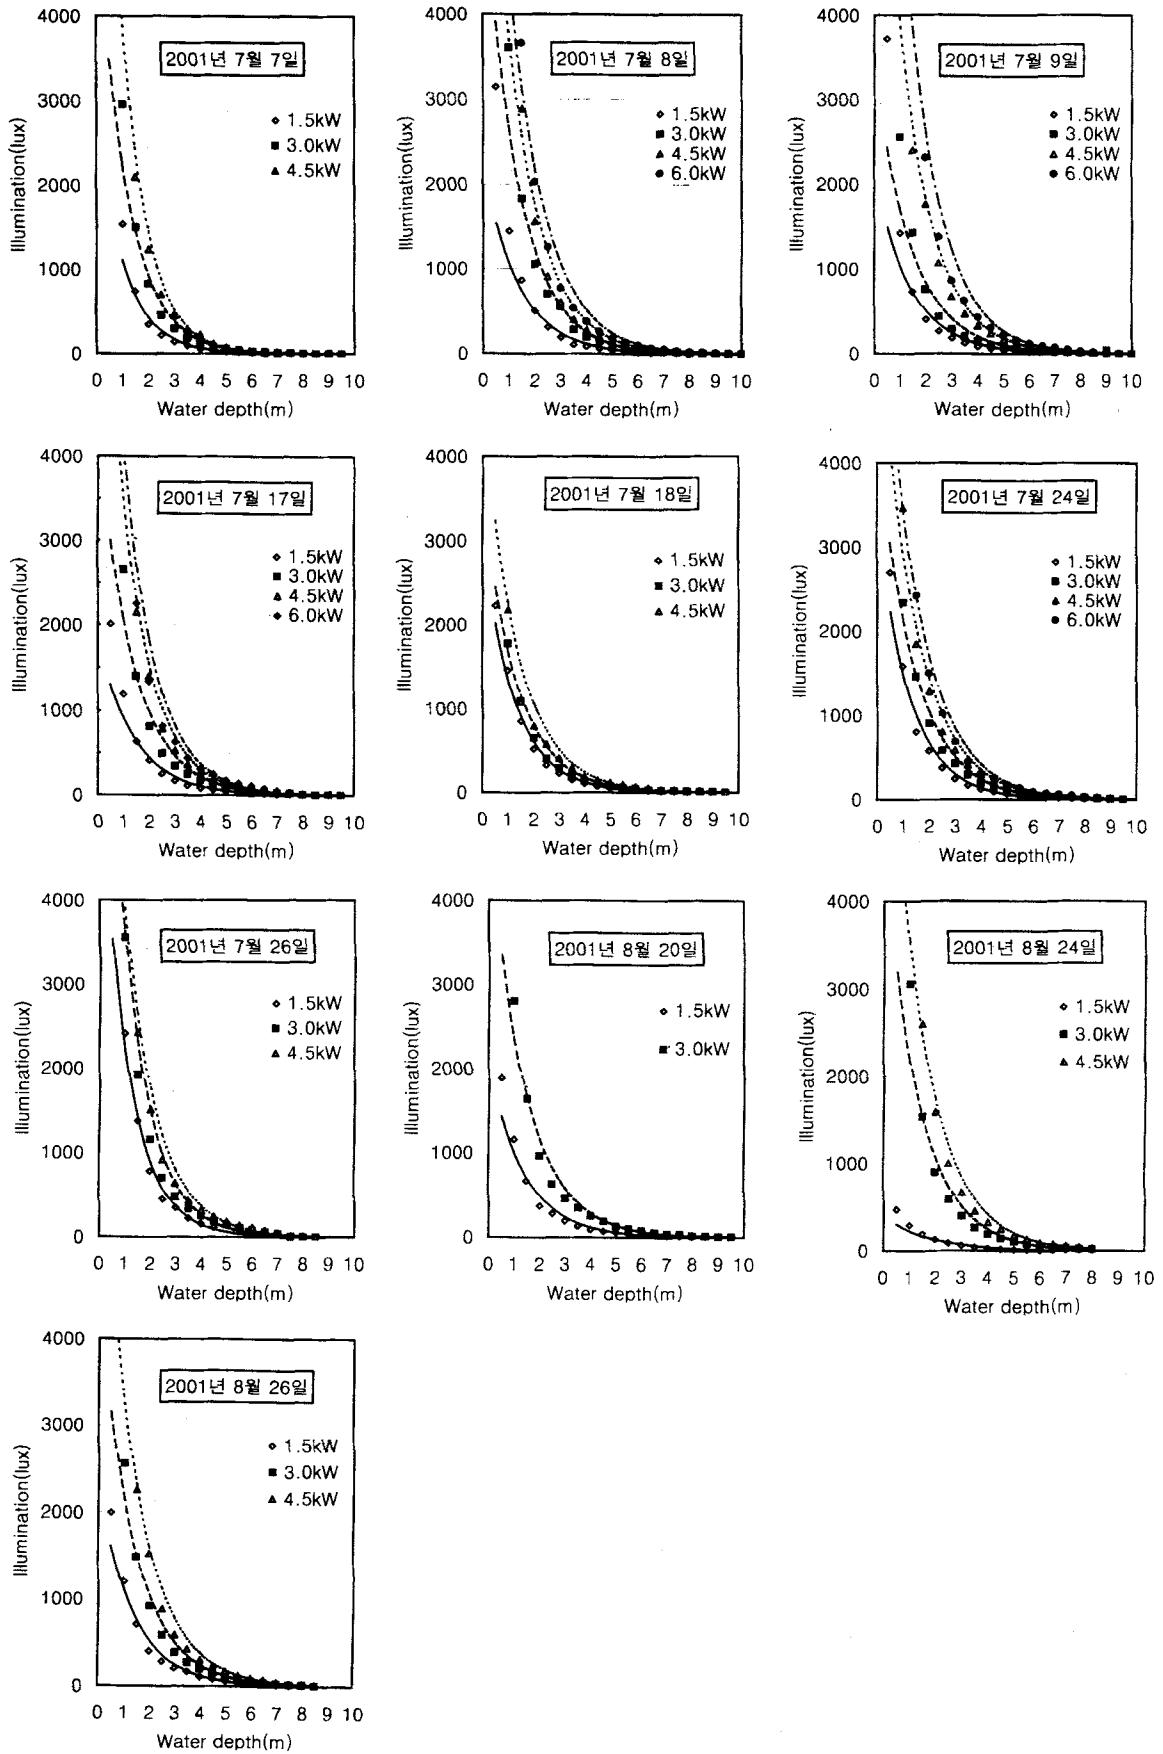 Illumination(lux)
4000
3000
2000
1000
0
2001년 7월 7일
1.5kW
3.0kW
4.5kW
0 1 2 3 4 5 6 7 8 9 10
Water depth(m)
Illumination(lux)
4000
3000
2000
1000
0
2001년 7월 8일
1.5kW
3.0kW
4.5kW
6.0kW
0 1 2 3 4 5 6 7 8 9 10
Water depth(m)
Illumination(lux)
4000
3000
2000
1000
0
2001년 7월 9일
1.5kW
3.0kW
4.5kW
6.0kW
0 1 2 3 4 5 6 7 8 9 10
Water depth(m)
Illumination(lux)
4000
3000
2000
1000
0
2001년 7월 17일
1.5kW
3.0kW
4.5kW
6.0kW
0 1 2 3 4 5 6 7 8 9 10
Water depth(m)
Illumination(lux)
4000
3000
2000
1000
0
2001년 7월 18일
1.5kW
3.0kW
4.5kW
0 1 2 3 4 5 6 7 8 9 10
Water depth(m)
Illumination(lux)
4000
3000
2000
1000
0
2001년 7월 24일
1.5kW
3.0kW
4.5kW
6.0kW
0 1 2 3 4 5 6 7 8 9 10
Water depth(m)
Illumination(lux)
4000
3000
2000
1000
0
2001년 7월 26일
1.5kW
3.0kW
4.5kW
0 1 2 3 4 5 6 7 8 9 10
Water depth(m)
Illumination(lux)
4000
3000
2000
1000
0
2001년 8월 20일
1.5kW
3.0kW
0 1 2 3 4 5 6 7 8 9 10
Water depth(m)
Illumination(lux)
4000
3000
2000
1000
0
2001년 8월 24일
1.5kW
3.0kW
4.5kW
0 1 2 3 4 5 6 7 8 9 10
Water depth(m)
Illumination(lux)
4000
3000
2000
1000
0
2001년 8월 26일
1.5kW
3.0kW
4.5kW
0 1 2 3 4 5 6 7 8 9 10
Water depth(m)